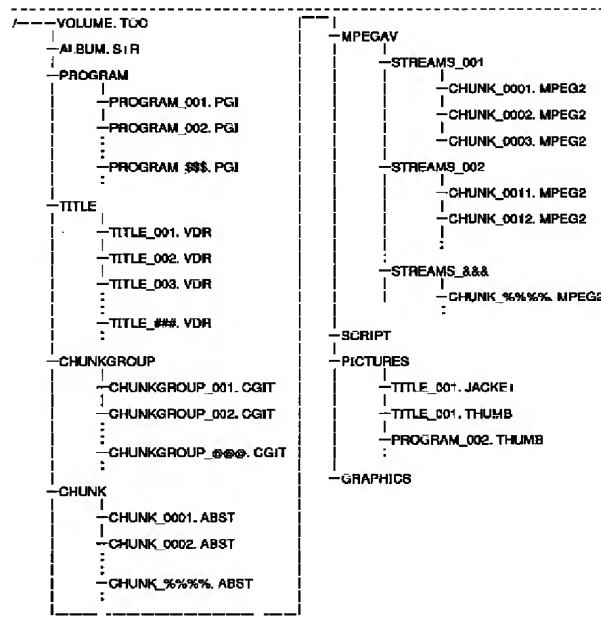 VOLUME. TOC
ALBUM. STR
PROGRAM
PROGRAM_001. PGI
PROGRAM_002. PGI
PROGRAM_$$$. PGI
TITLE
TITLE_001. VDR
TITLE_002. VDR
TITLE_003. VDR
TITLE_###. VDR
CHUNKGROUP
CHUNKGROUP_001. CGIT
CHUNKGROUP_002. CGIT
CHUNKGROUP_@@@. CGIT
CHUNK
CHUNK_0001. ABST
CHUNK_0002. ABST
CHUNK_%%%%. ABST
MPEGAV
STREAMS_001
CHUNK_0001. MPEG2
CHUNK_0002. MPEG2
CHUNK_0003. MPEG2
STREAMS_002
CHUNK_0011. MPEG2
CHUNK_0012. MPEG2
STREAMS_&&&
CHUNK_%%%%. MPEG2
SCRIPT
PICTURES
TITLE_001. JACKET
TITLE_001. THUMB
PROGRAM_002. THUMB
GRAPHICS